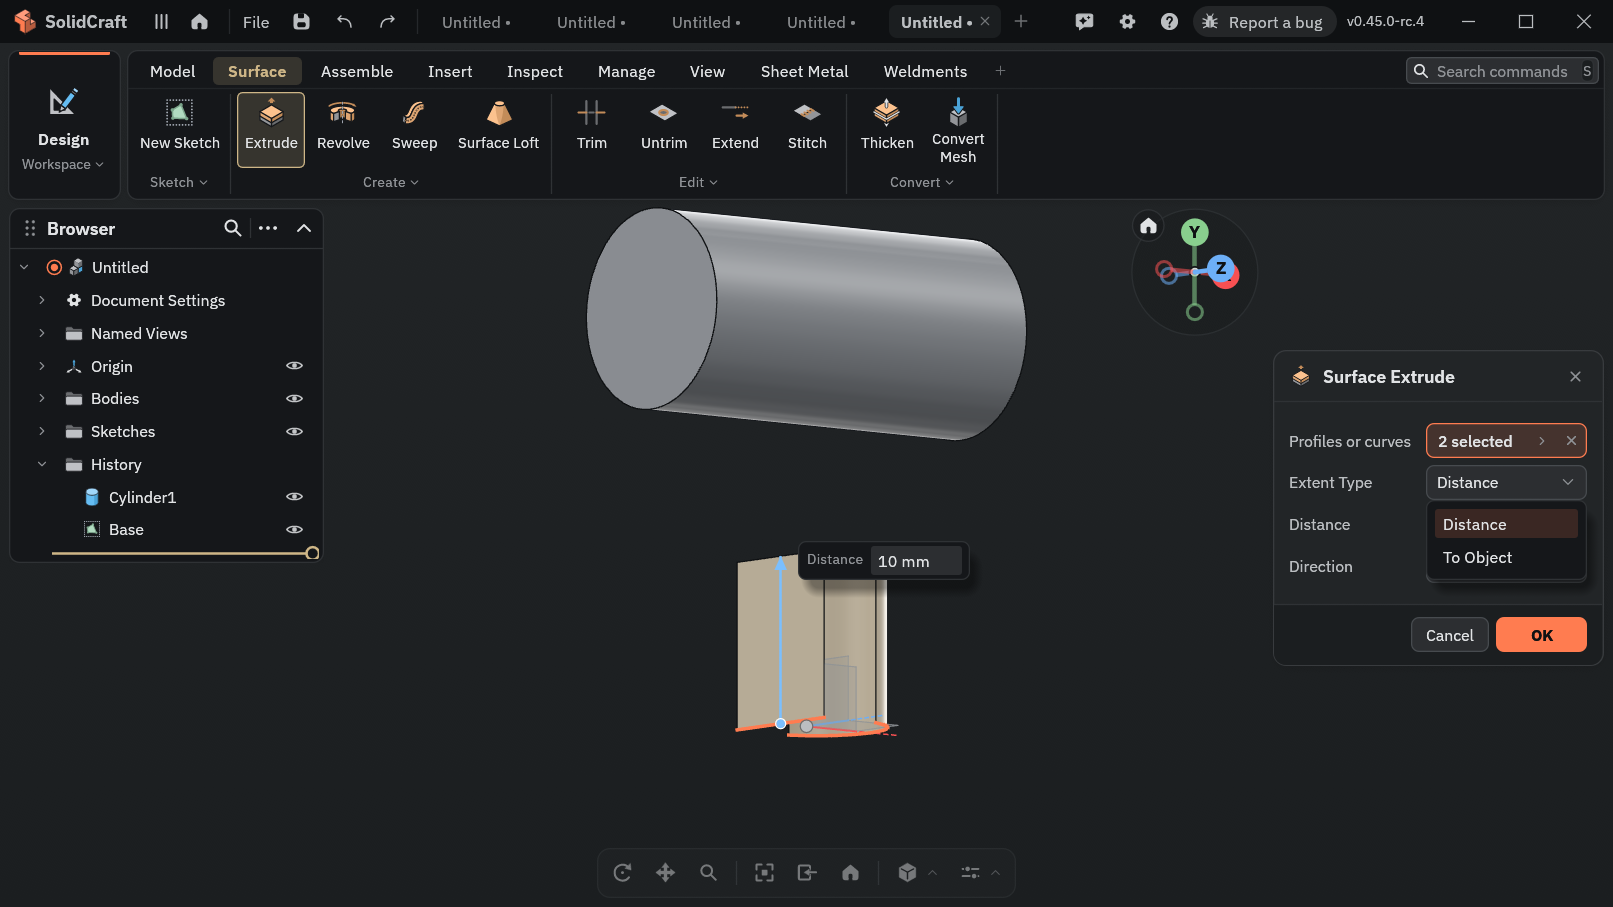 SolidCraft
File
Untitled •
Untitled •
Untitled •
Untitled •
Untitled •
Report a bug
v0.45.0-rc.4
Design
Workspace
Model
Surface
Assemble
Insert
Inspect
Manage
View
Sheet Metal
Weldments
Search commands
S
New Sketch
Extrude
Revolve
Sweep
Surface Loft
Trim
Untrim
Extend
Stitch
Thicken
Convert
Mesh
Sketch
Create
Edit
Convert
Browser
Untitled
Document Settings
Named Views
Origin
Bodies
Sketches
History
Cylinder1
Base
Y
Z
Distance
10 mm
Surface Extrude
Profiles or curves
2 selected
Extent Type
Distance
Distance
Distance
To Object
Direction
Cancel
OK